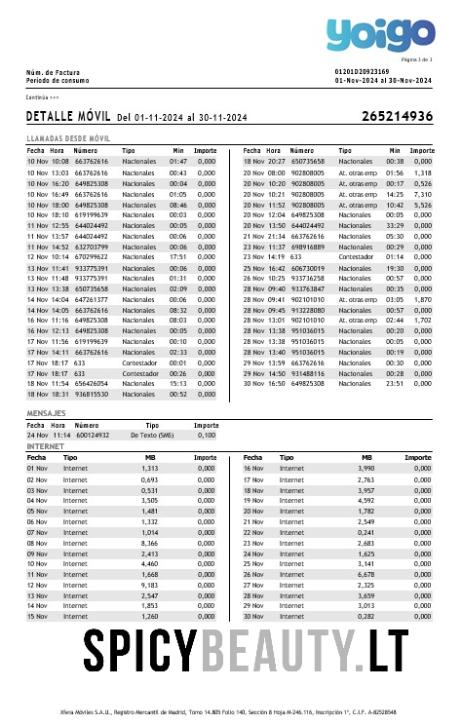 yoigo
Página 3 de 3
Núm. de Factura 01201D20923169
Período de consumo 01-Nov-2024 al 30-Nov-2024
Continúa >>>
DETALLE MÓVIL Del 01-11-2024 al 30-11-2024 265214936
LLAMADAS DESDE MÓVIL
Fecha Hora Número Tipo Min Importe
10 Nov 10:08 663762616 Nacionales 01:47 0,000
10 Nov 13:03 663762616 Nacionales 00:43 0,000
10 Nov 16:20 649825308 Nacionales 00:04 0,000
10 Nov 16:49 663762616 Nacionales 01:05 0,000
10 Nov 18:00 649825308 Nacionales 08:46 0,000
10 Nov 18:10 619199639 Nacionales 00:03 0,000
11 Nov 12:55 644024492 Nacionales 00:05 0,000
11 Nov 13:57 644024492 Nacionales 00:06 0,000
11 Nov 14:52 632703799 Nacionales 00:06 0,000
12 Nov 10:14 670299622 Nacionales 17:51 0,000
13 Nov 11:41 933775391 Nacionales 00:06 0,000
13 Nov 11:48 933775391 Nacionales 01:31 0,000
13 Nov 13:38 650735658 Nacionales 02:09 0,000
14 Nov 14:04 647261377 Nacionales 00:06 0,000
14 Nov 14:05 663762616 Nacionales 08:32 0,000
16 Nov 11:16 649825308 Nacionales 08:03 0,000
16 Nov 12:13 649825308 Nacionales 00:05 0,000
17 Nov 11:56 619199639 Nacionales 00:10 0,000
17 Nov 14:11 663762616 Nacionales 02:33 0,000
17 Nov 18:17 633 Contestador 00:01 0,000
17 Nov 18:17 633 Contestador 00:26 0,000
18 Nov 11:54 656426054 Nacionales 15:13 0,000
18 Nov 18:31 936815530 Nacionales 00:52 0,000
Fecha Hora Número Tipo Min Importe
18 Nov 20:27 650735658 Nacionales 00:38 0,000
20 Nov 08:00 902808005 At. otras emp 01:56 1,318
20 Nov 10:20 902808005 At. otras emp 00:17 0,526
20 Nov 10:21 902808005 At. otras emp 14:25 7,310
20 Nov 11:52 902808005 At. otras emp 10:42 5,526
20 Nov 12:04 649825308 Nacionales 00:05 0,000
20 Nov 13:50 644024492 Nacionales 33:29 0,000
21 Nov 21:34 663762616 Nacionales 05:30 0,000
23 Nov 11:37 698916889 Nacionales 00:29 0,000
23 Nov 14:19 633 Contestador 01:14 0,000
25 Nov 16:42 606730019 Nacionales 19:30 0,000
26 Nov 10:25 933736258 Nacionales 00:57 0,000
28 Nov 09:40 933763847 Nacionales 00:35 0,000
28 Nov 09:41 902101010 At. otras emp 03:05 1,870
28 Nov 09:45 913228080 Nacionales 00:57 0,000
28 Nov 13:01 902101010 At. otras emp 02:44 1,702
28 Nov 13:38 951036015 Nacionales 00:20 0,000
28 Nov 13:38 951036015 Nacionales 00:05 0,000
28 Nov 13:40 951036015 Nacionales 00:19 0,000
29 Nov 13:59 663762616 Nacionales 00:30 0,000
29 Nov 14:50 931488116 Nacionales 00:28 0,000
30 Nov 16:50 649825308 Nacionales 23:51 0,000
MENSAJES
Fecha Hora Número Tipo Importe
24 Nov 11:14 600124932 De Texto (SMS) 0,100
INTERNET
Fecha Tipo MB Importe
01 Nov Internet 1,313 0,000
02 Nov Internet 0,693 0,000
03 Nov Internet 0,531 0,000
04 Nov Internet 3,505 0,000
05 Nov Internet 1,481 0,000
06 Nov Internet 1,332 0,000
07 Nov Internet 1,014 0,000
08 Nov Internet 8,366 0,000
09 Nov Internet 2,413 0,000
10 Nov Internet 4,460 0,000
11 Nov Internet 1,668 0,000
12 Nov Internet 9,183 0,000
13 Nov Internet 2,547 0,000
14 Nov Internet 1,853 0,000
15 Nov Internet 1,260 0,000
Fecha Tipo MB Importe
16 Nov Internet 3,990 0,000
17 Nov Internet 2,763 0,000
18 Nov Internet 3,957 0,000
19 Nov Internet 4,592 0,000
20 Nov Internet 1,782 0,000
21 Nov Internet 2,549 0,000
22 Nov Internet 0,241 0,000
23 Nov Internet 2,683 0,000
24 Nov Internet 1,625 0,000
25 Nov Internet 3,141 0,000
26 Nov Internet 6,678 0,000
27 Nov Internet 2,325 0,000
28 Nov Internet 3,659 0,000
29 Nov Internet 3,013 0,000
30 Nov Internet 0,282 0,000
SPICYBEAUTY.LT
Xfera Móviles S.A.U., Registro Mercantil de Madrid, Tomo 14.805 Folio 140, Sección 8 Hoja M-246.116, Inscripción 1ª, C.I.F. A-82528548